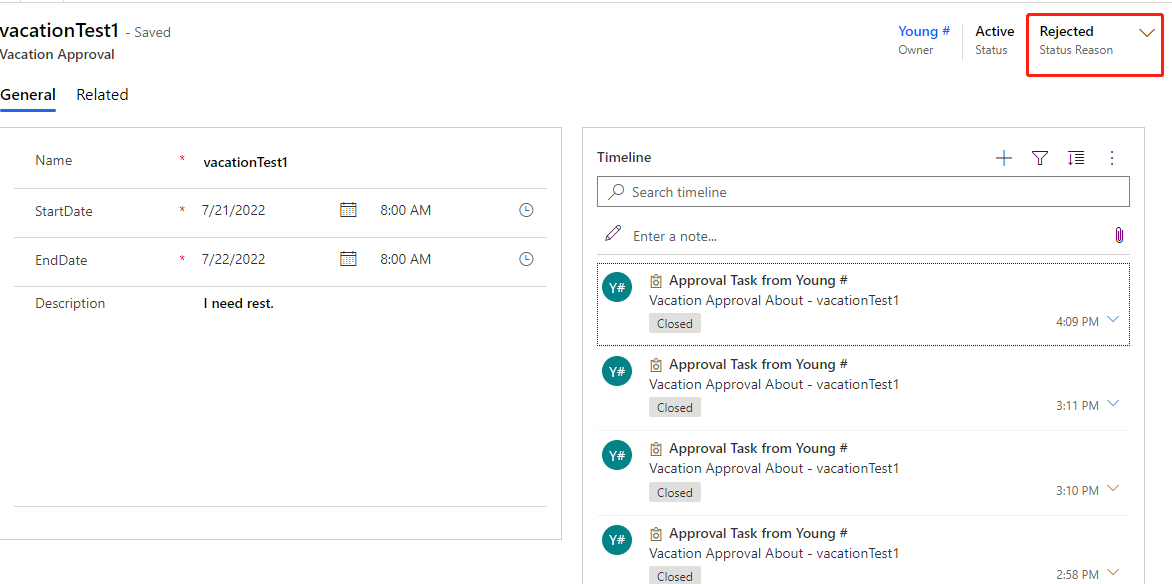 vacationTest1 - Saved
Vacation Approval
Young #
Owner
Active
Status
Rejected
Status Reason
General Related
Name * vacationTest1
StartDate * 7/21/2022 8:00 AM
EndDate * 7/22/2022 8:00 AM
Description I need rest.
Timeline
Search timeline
Enter a note...
Y# Approval Task from Young #
Vacation Approval About - vacationTest1
Closed 4:09 PM
Y# Approval Task from Young #
Vacation Approval About - vacationTest1
Closed 3:11 PM
Y# Approval Task from Young #
Vacation Approval About - vacationTest1
Closed 3:10 PM
Y# Approval Task from Young #
Vacation Approval About - vacationTest1
Closed 2:58 PM